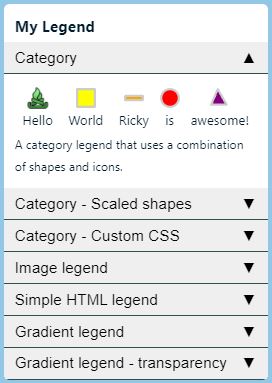 My Legend
Category ▲
Hello World Ricky is awesome!
A category legend that uses a combination
of shapes and icons.
Category - Scaled shapes ▼
Category - Custom CSS ▼
Image legend ▼
Simple HTML legend ▼
Gradient legend ▼
Gradient legend - transparency ▼